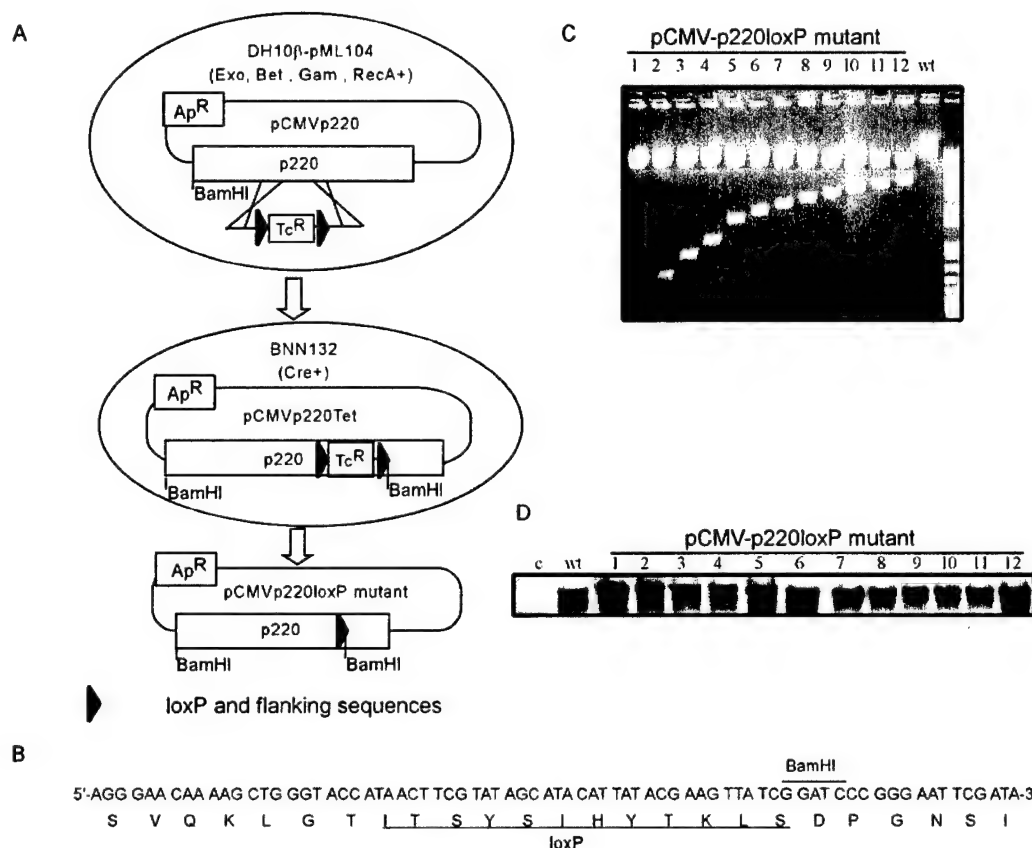 A
DH10β-pML104
(Exo, Bet , Gam , RecA+)
ApR
pCMVp220
p220
BamHI
TcR
BNN132
(Cre+)
ApR
pCMVp220Tet
p220
TcR
BamHI
BamHI
ApR
pCMVp220loxP mutant
p220
BamHI
BamHI
loxP and flanking sequences
C
pCMV-p220loxP mutant
1 2 3 4 5 6 7 8 9 10 11 12 wt
D
pCMV-p220loxP mutant
c wt 1 2 3 4 5 6 7 8 9 10 11 12
B
BamHI
5'-AGG GAA CAA AAG CTG GGT ACC ATA ACT TCG TAT AGC ATA CAT TAT ACG AAG TTA TCG GAT CCC GGG AAT TCG ATA-3
S V Q K L G T I T S Y S I H Y T K L S D P G N S I
loxP